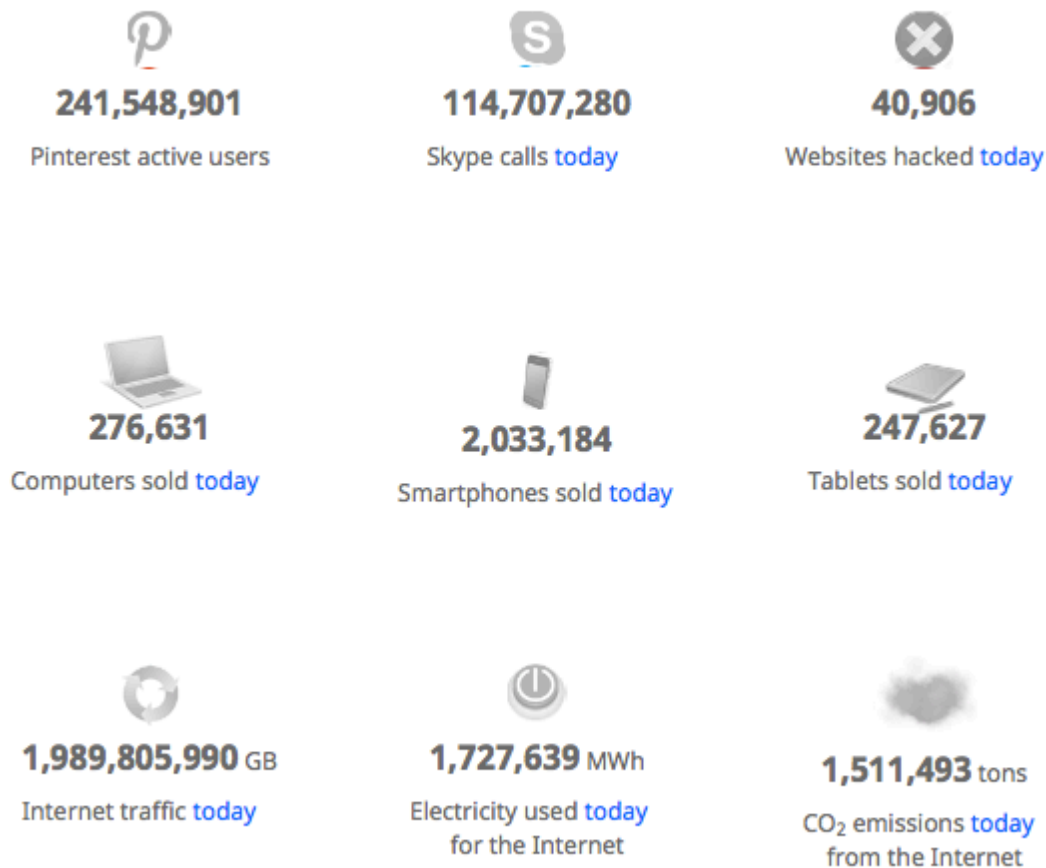 241,548,901
Pinterest active users
114,707,280
Skype calls today
40,906
Websites hacked today
276,631
Computers sold today
2,033,184
Smartphones sold today
247,627
Tablets sold today
1,989,805,990 GB
Internet traffic today
1,727,639 MWh
Electricity used today
for the Internet
1,511,493 tons
CO₂ emissions today
from the Internet